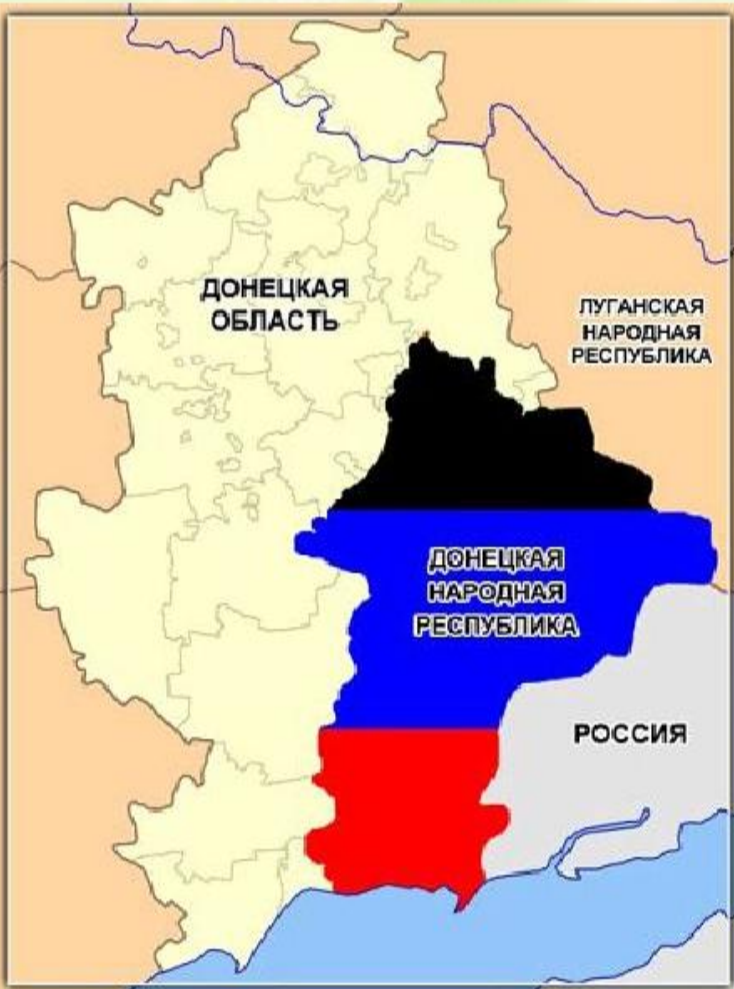 ДОНЕЦКАЯ
ОБЛАСТЬ
ЛУГАНСКАЯ
НАРОДНАЯ
РЕСПУБЛИКА
ДОНЕЦКАЯ
НАРОДНАЯ
РЕСПУБЛИКА
РОССИЯ